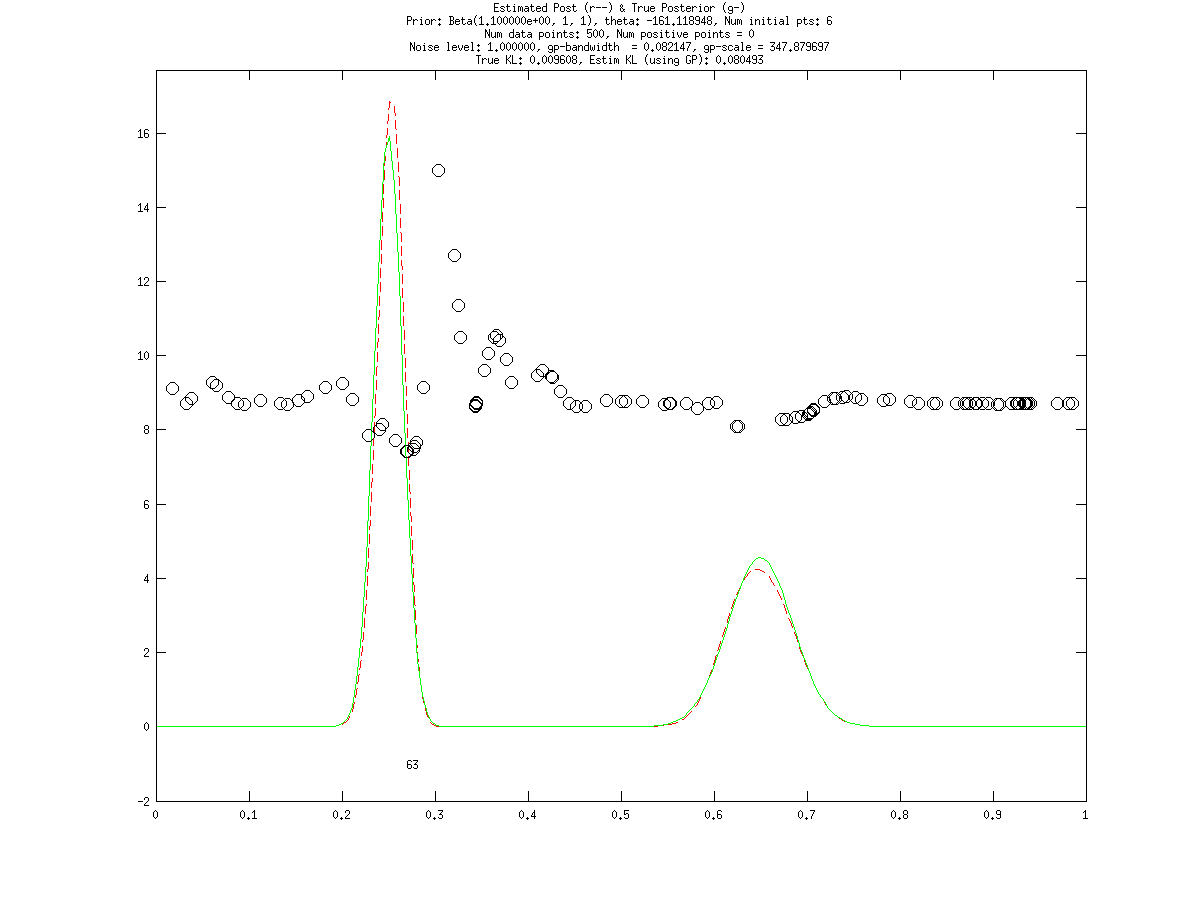 Estimated Post (r--) & True Posterior (g-)
Prior: Beta(1.100000e+00, 1, 1), theta: -161.118948, Num initial pts: 6
Num data points: 500, Num positive points = 0
Noise level: 1.000000, gp-bandwidth  = 0.082147, gp-scale = 347.879697
True KL: 0.009608, Estim KL (using GP): 0.080493
16
14
12
10
8
6
4
2
0
63
-2
0 0.1 0.2 0.3 0.4 0.5 0.6 0.7 0.8 0.9 1